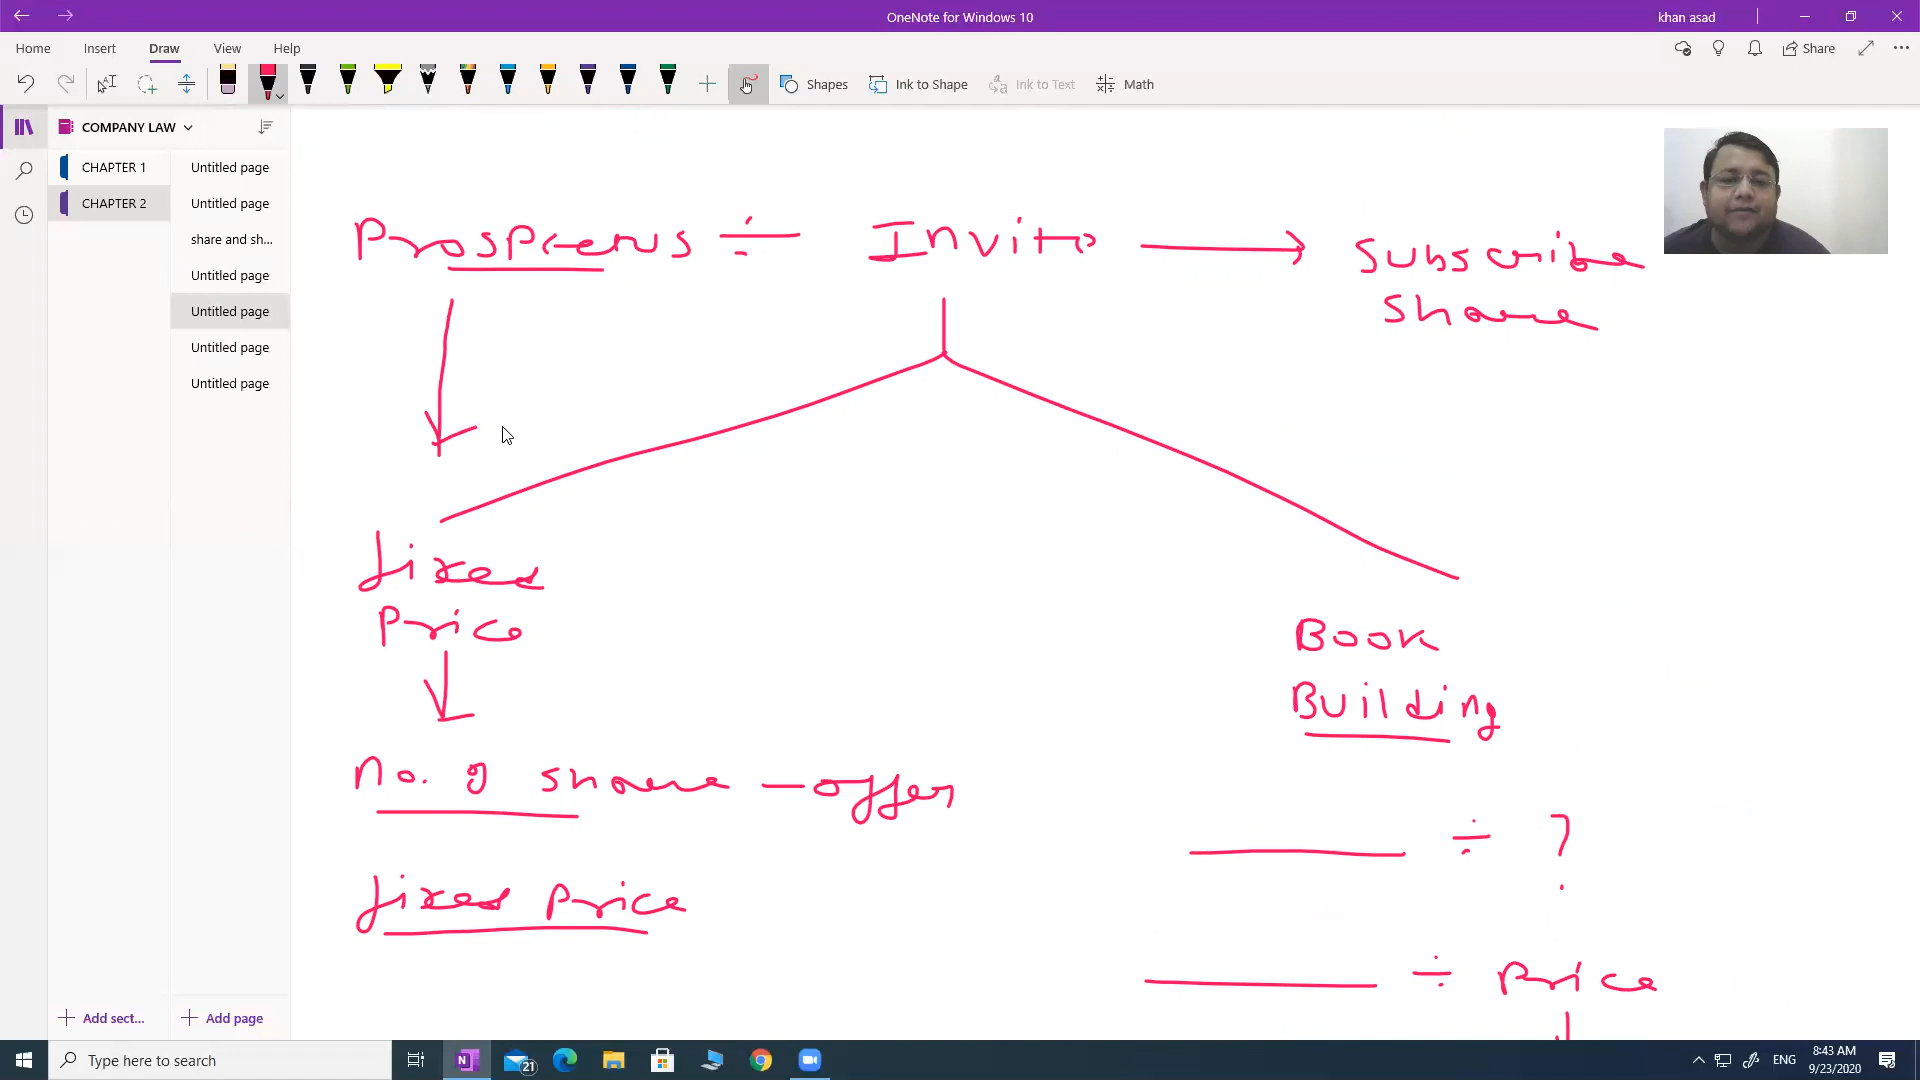 OneNote for Windows 10
khan asad
Home Insert Draw View Help
Share
Shapes Ink to Shape Ink to Text Math
COMPANY LAW
CHAPTER 1
CHAPTER 2
Untitled page
Untitled page
share and sh...
Untitled page
Untitled page
Untitled page
Untitled page
Prospectus ÷ Invite → Subscribe
Share
fixed
Price
Book
Building
No. of share - offer
÷ ?
fixed Price
÷ Price
+ Add sect...
+ Add page
Type here to search
21
ENG
8:43 AM
9/23/2020